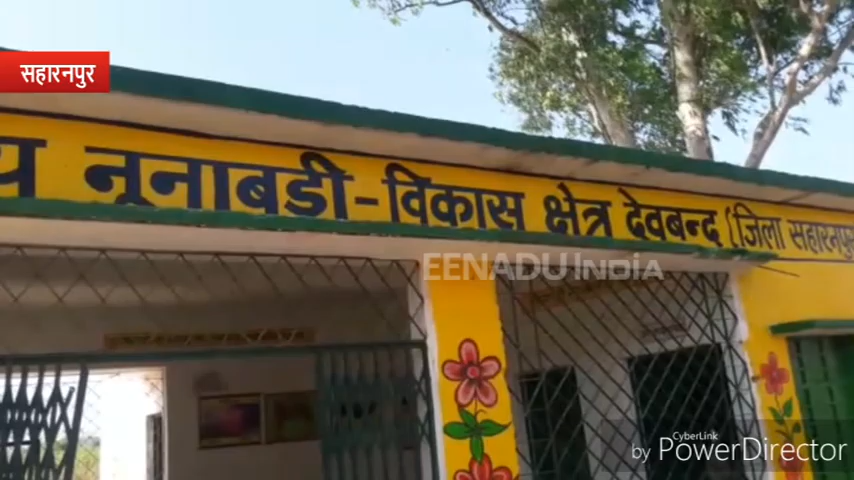 सहारनपुर
य नूनाबडी - विकास क्षेत्र देवबन्द (जिला सहारनपुर
EENADU INDIA
CyberLink
by PowerDirector